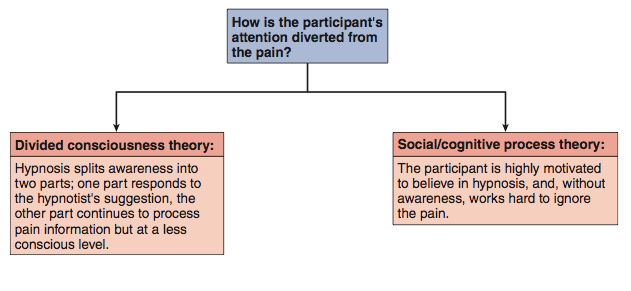 How is the participant's
attention diverted from
the pain?
Divided consciousness theory:
Hypnosis splits awareness into
two parts; one part responds to
the hypnotist's suggestion, the
other part continues to process
pain information but at a less
conscious level.
Social/cognitive process theory:
The participant is highly motivated
to believe in hypnosis, and, without
awareness, works hard to ignore
the pain.